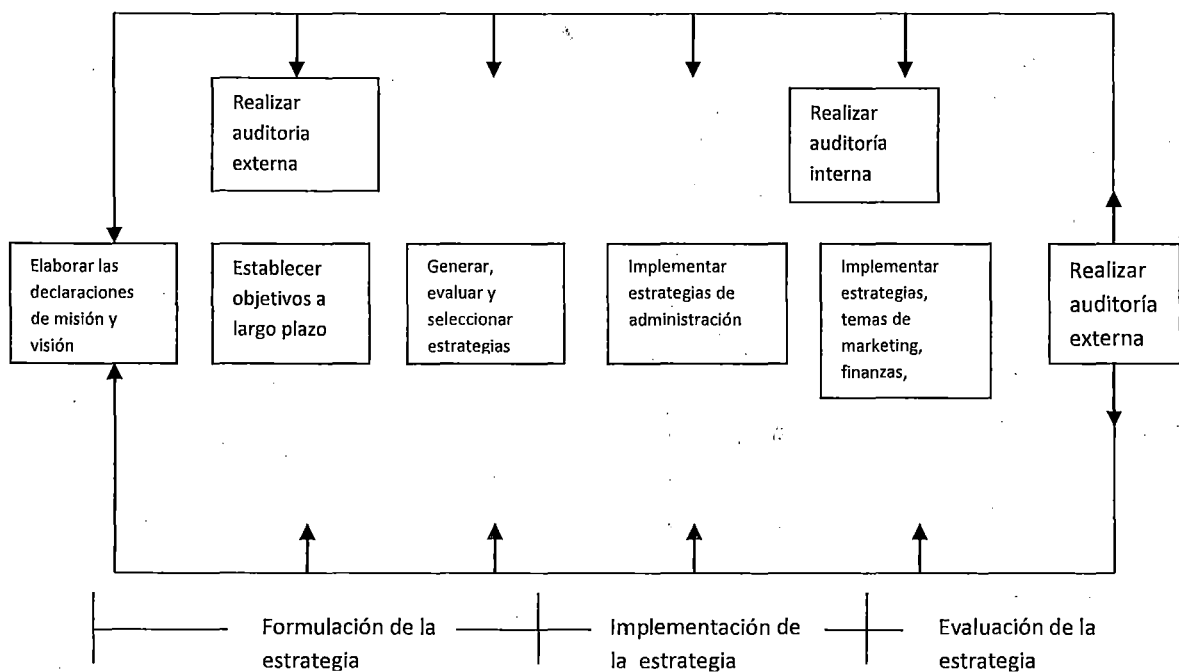 Realizar
auditoria
externa
Realizar
auditoría
interna
Elaborar las
declaraciones
de misión y
visión
Establecer
objetivos a
largo plazo
Generar,
evaluar y
seleccionar
estrategias
Implementar
estrategias de
administración
Implementar
estrategias,
temas de
marketing,
finanzas,
Realizar
auditoría
externa
Formulación de la
estrategia
Implementación de
la estrategia
Evaluación de la
estrategia